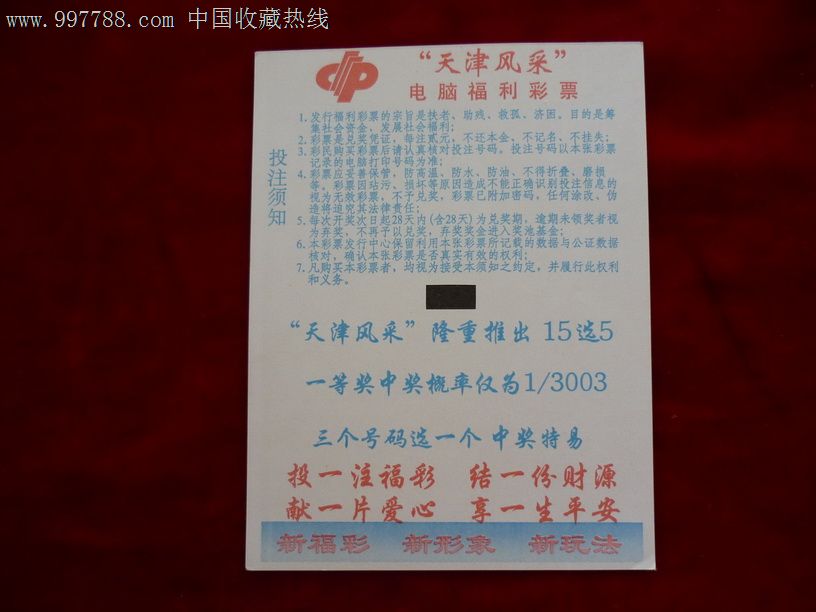 www.997788.com 中国收藏热线
“天津风采”
电脑福利彩票
投注须知
1. 发行福利彩票的宗旨是扶老、助残、救孤、济困。目的是筹
集社会资金、发展社会福利;
2. 彩票是兑奖凭证，每注贰元，不还本金、不记名、不挂失;
3. 彩民购买彩票后请认真核对投注号码。投注号码以本张彩票
记录的电脑打印号码为准;
4. 彩票应妥善保管，防高温、防水、防油、不得折叠、磨损
等。彩票因玷污、损坏等原因造成不能正确识别投注信息的
视为无效彩票，不予兑奖，彩票已附加密码，任何涂改、伪
造将追究其法律责任;
5. 每次开奖次日起28天内(含28天)为兑奖期，逾期未领奖者视
为弃奖，不再予以兑奖，弃奖奖金进入奖池基金;
6. 本彩票发行中心保留利用本张彩票所记载的数据与公证数据
核对，确认本张彩票是否真实有效的权利;
7. 凡购买本彩票者，均视为接受本须知之约定，并履行此权利
和义务。
“天津风采”隆重推出 15选5
一等奖中奖概率仅为1/3003
三个号码选一个 中奖特易
投一注福彩 结一份财源
献一片爱心 享一生平安
新福彩 新形象 新玩法